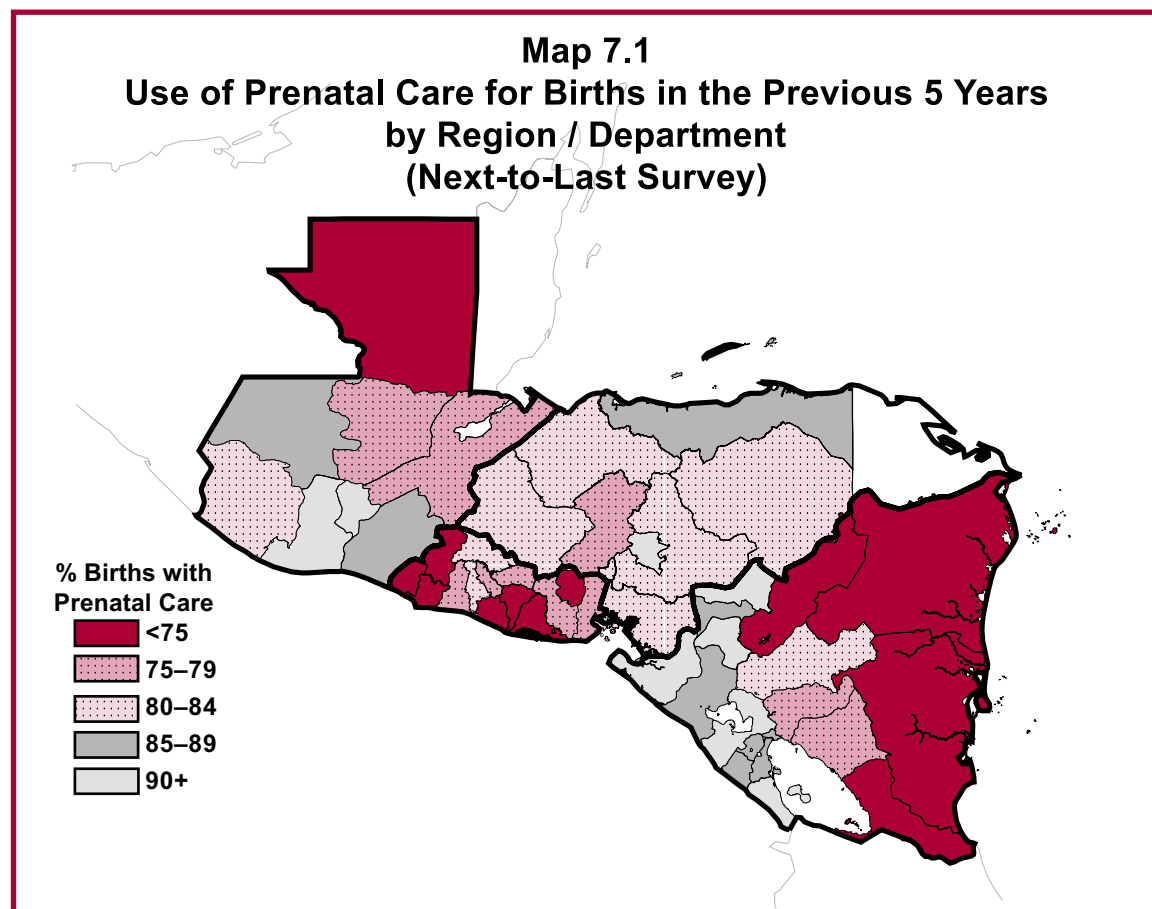 Map 7.1
Use of Prenatal Care for Births in the Previous 5 Years
by Region / Department
(Next-to-Last Survey)
% Births with
Prenatal Care
<75
75–79
80–84
85–89
90+